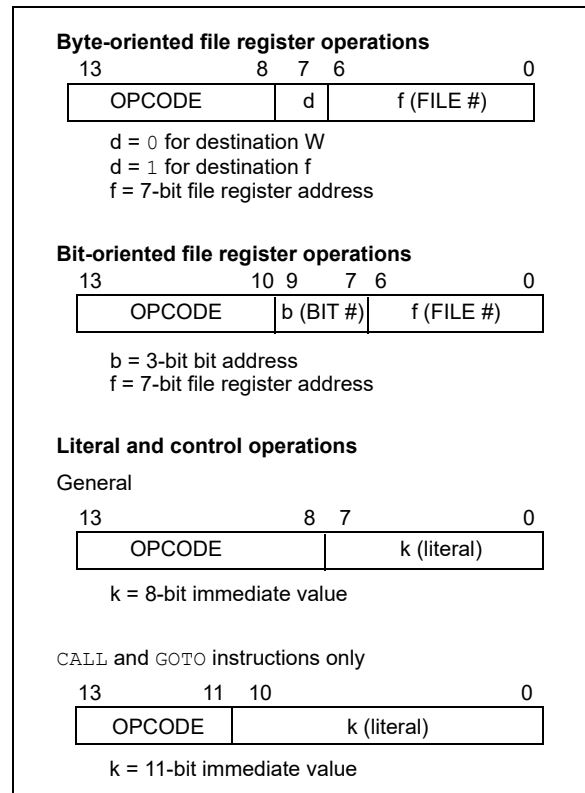 Byte-oriented file register operations
13 8 7 6 0
OPCODE d f (FILE #)
d = 0 for destination W
d = 1 for destination f
f = 7-bit file register address
Bit-oriented file register operations
13 10 9 7 6 0
OPCODE b (BIT #) f (FILE #)
b = 3-bit bit address
f = 7-bit file register address
Literal and control operations
General
13 8 7 0
OPCODE k (literal)
k = 8-bit immediate value
CALL and GOTO instructions only
13 11 10 0
OPCODE k (literal)
k = 11-bit immediate value